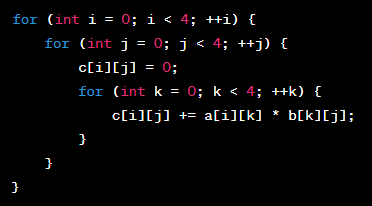 for (int i = 0; i < 4; ++i) {
    for (int j = 0; j < 4; ++j) {
        c[i][j] = 0;
        for (int k = 0; k < 4; ++k) {
            c[i][j] += a[i][k] * b[k][j];
        }
    }
}